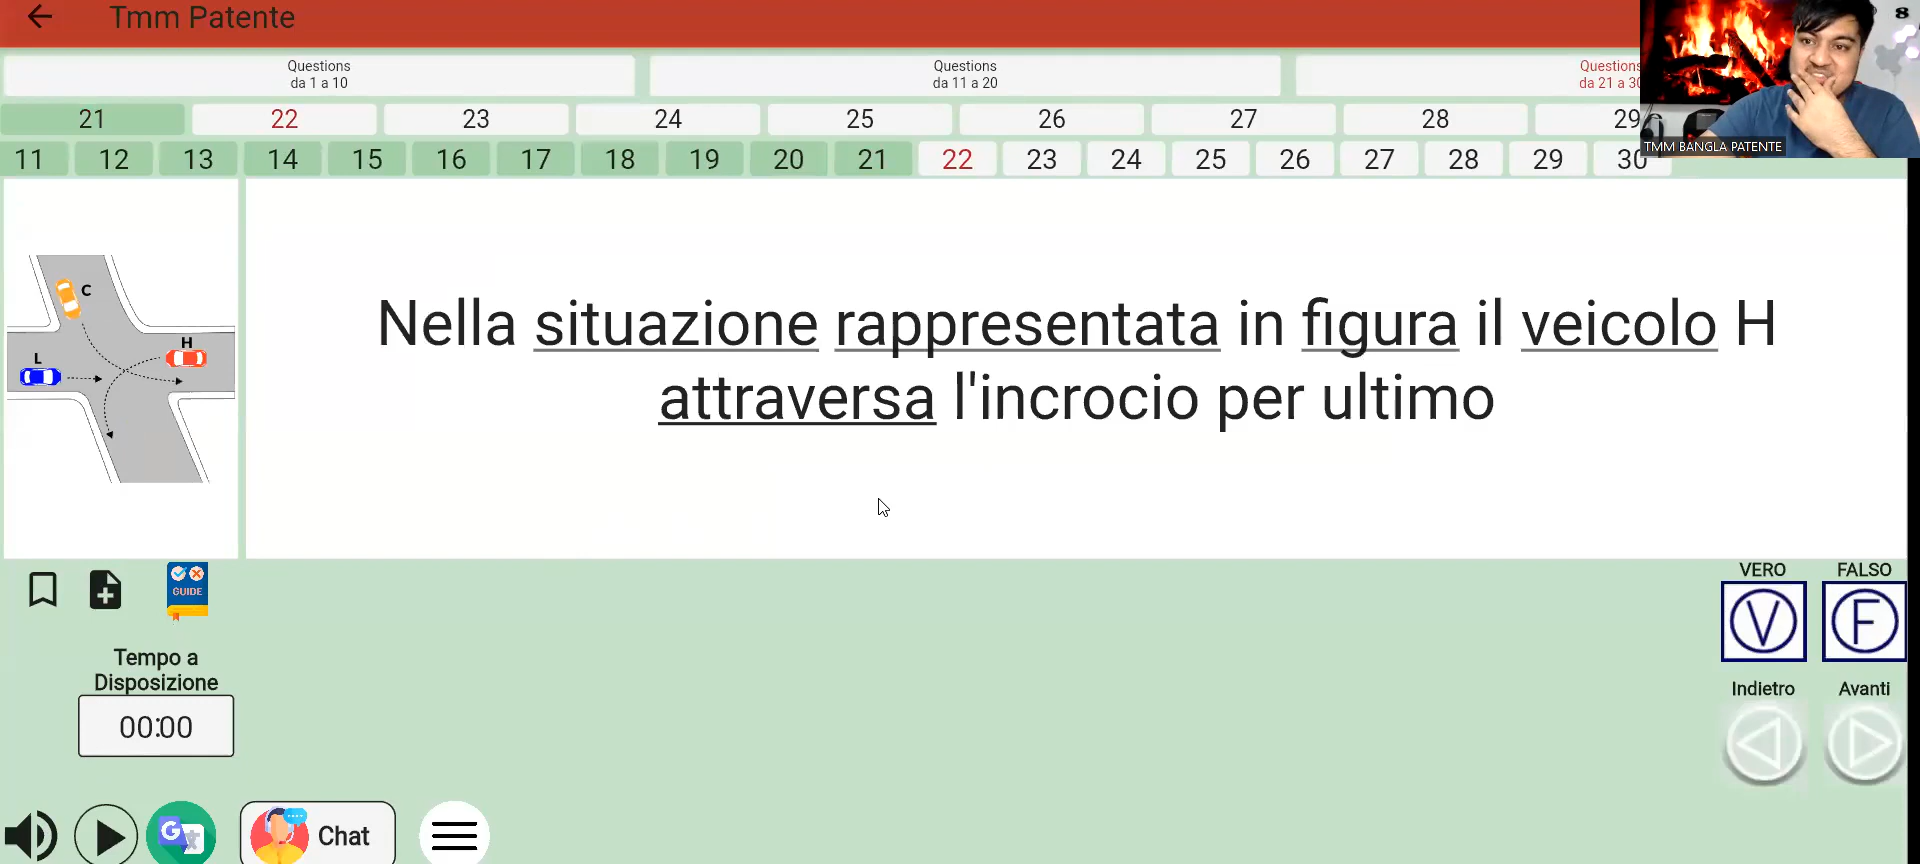 Tmm Patente
8
Questions
da 1 a 10
Questions
da 11 a 20
Questions
da 21 a 30
21 22 23 24 25 26 27 28 29
11 12 13 14 15 16 17 18 19 20 21 22 23 24 25 26 27 28 29 30
TMM BANGLA PATENTE
C
H
L
Nella situazione rappresentata in figura il veicolo H
attraversa l'incrocio per ultimo
GUIDE
VERO FALSO
V F
Tempo a
Disposizione
00:00
Indietro Avanti
G
Chat